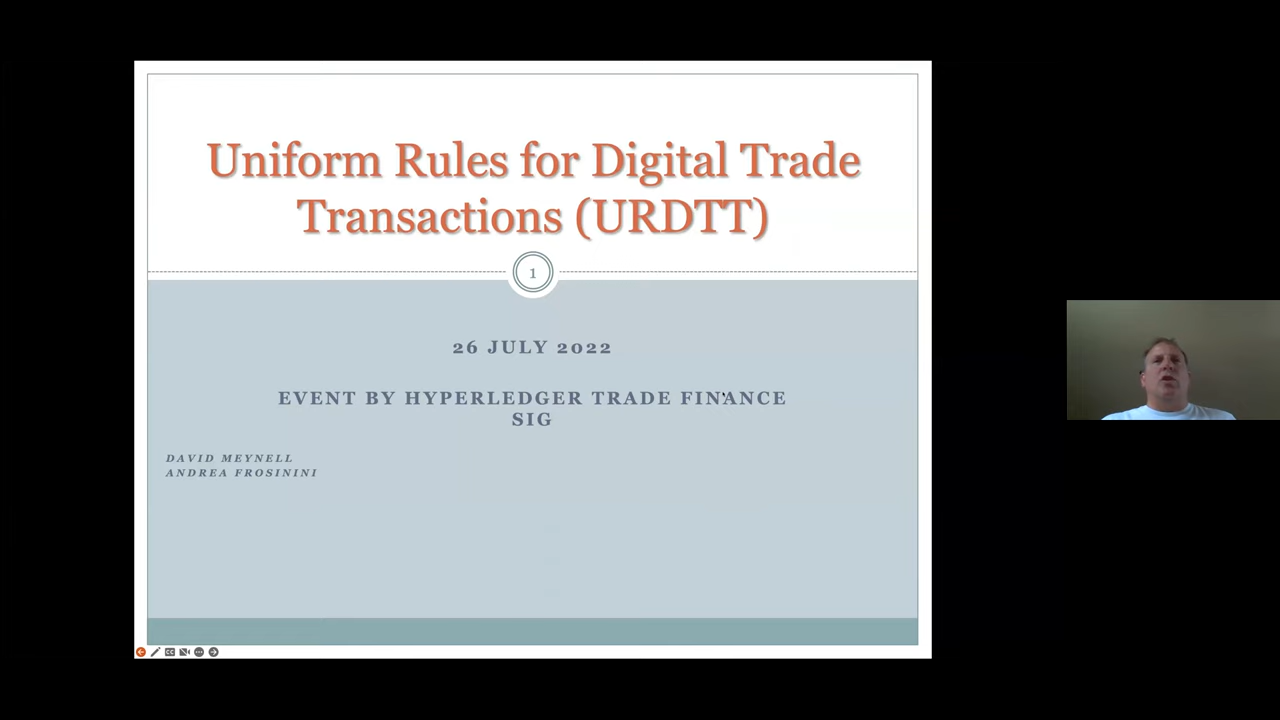 Uniform Rules for Digital Trade
Transactions (URDTT)
1
26 JULY 2022
EVENT BY HYPERLEDGER TRADE FINANCE
SIG
DAVID MEYNELL
ANDREA FROSININI
CC